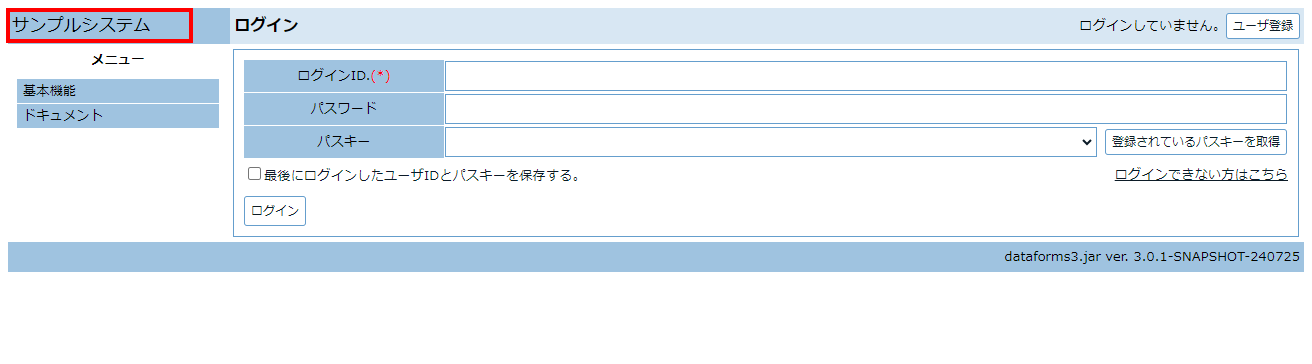 サンプルシステム
ログイン
ログインしていません。 ユーザ登録
メニュー
基本機能
ドキュメント
ログインID.(*)
パスワード
パスキー
登録されているパスキーを取得
最後にログインしたユーザIDとパスキーを保存する。
ログインできない方はこちら
ログイン
dataforms3.jar ver. 3.0.1-SNAPSHOT-240725